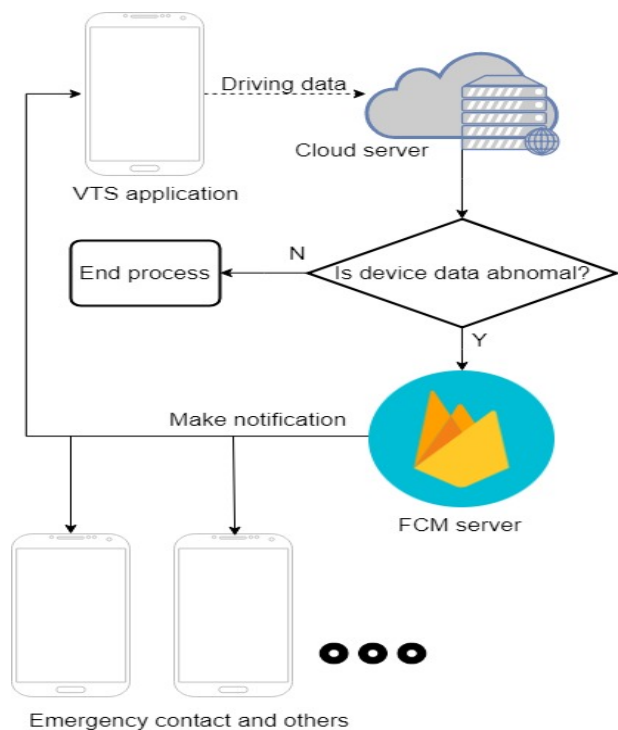 Driving data
Cloud server
VTS application
N
End process
Is device data abnomal?
Y
Make notification
FCM server
Emergency contact and others